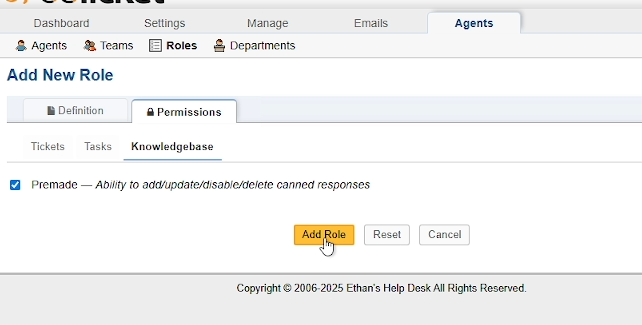 Dashboard Settings Manage Emails Agents
Agents Teams Roles Departments
Add New Role
Definition Permissions
Tickets Tasks Knowledgebase
Premade — Ability to add/update/disable/delete canned responses
Add Role Reset Cancel
Copyright © 2006-2025 Ethan's Help Desk All Rights Reserved.